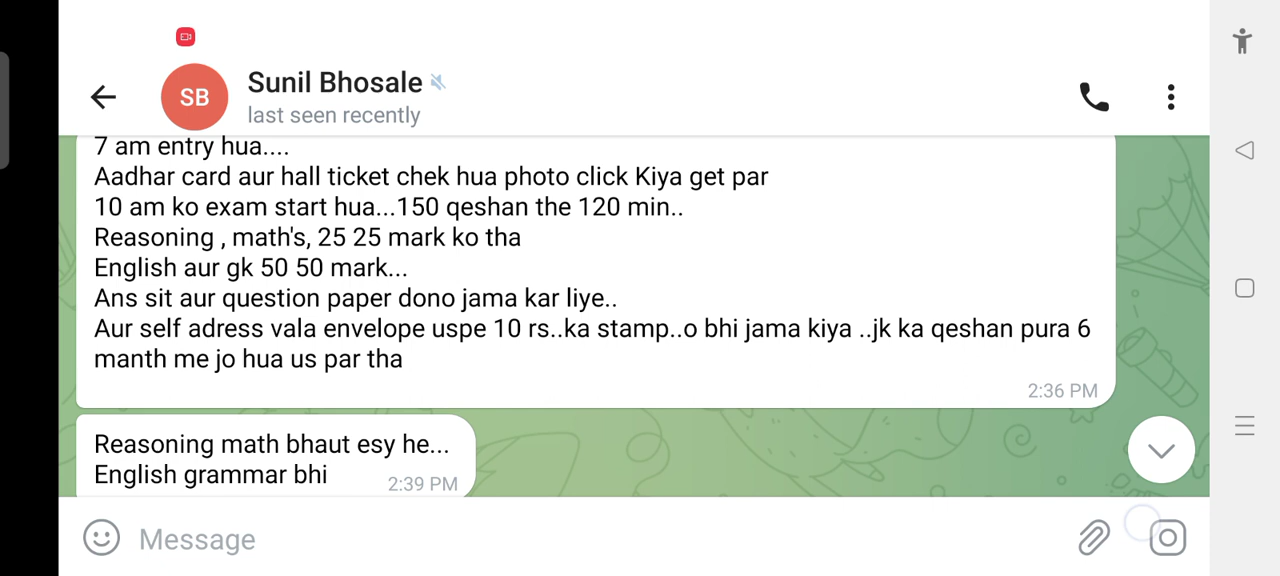 SB
Sunil Bhosale
last seen recently
7 am entry hua....
Aadhar card aur hall ticket chek hua photo click Kiya get par
10 am ko exam start hua...150 qeshan the 120 min..
Reasoning , math's, 25 25 mark ko tha
English aur gk 50 50 mark...
Ans sit aur question paper dono jama kar liye..
Aur self adress vala envelope uspe 10 rs..ka stamp..o bhi jama kiya ..jk ka qeshan pura 6
manth me jo hua us par tha
2:36 PM
Reasoning math bhaut esy he...
English grammar bhi
2:39 PM
Message